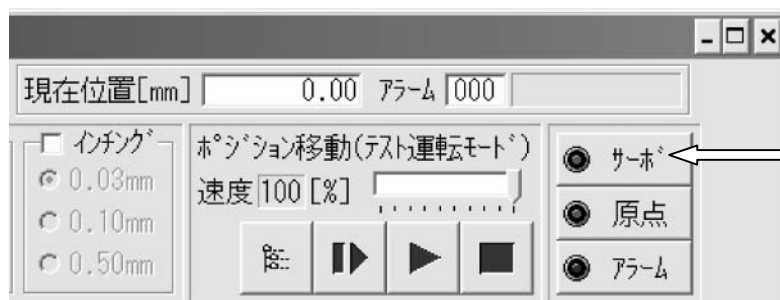 現在位置[mm] 0.00 ｱﾗｰﾑ 000
ｲﾝﾁﾝｸﾞ
0.03mm
0.10mm
0.50mm
ﾎﾟｼﾞｼｮﾝ移動(ﾃｽﾄ運転ﾓｰﾄﾞ)
速度 100 [%]
ｻｰﾎﾞ
原点
ｱﾗｰﾑ